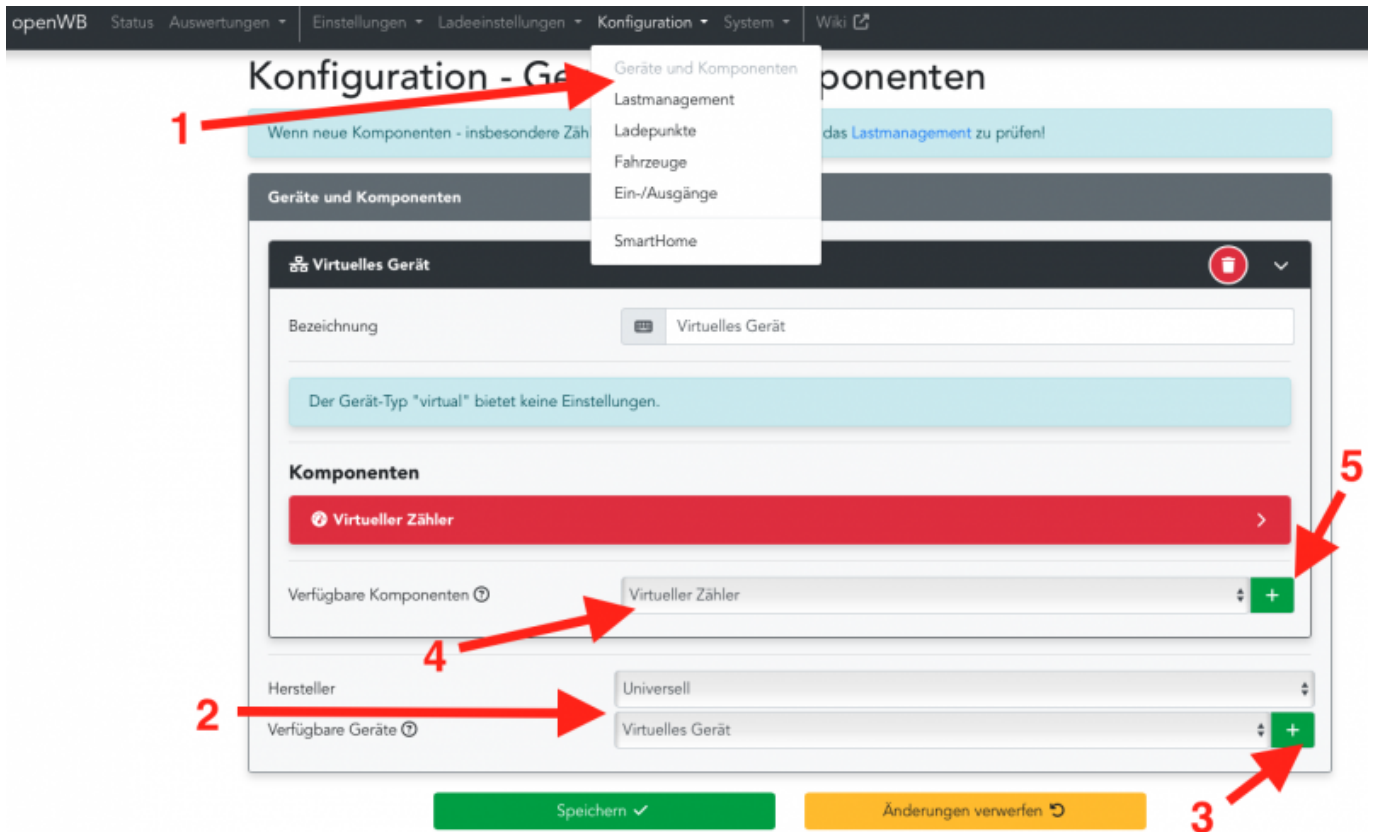 openWB Status Auswertungen Einstellungen Ladeeinstellungen Konfiguration System Wiki
Konfiguration - Ge ponenten
Geräte und Komponenten
Lastmanagement
Ladepunkte
Fahrzeuge
Ein-/Ausgänge
SmartHome
1
Wenn neue Komponenten - insbesondere Zäh das Lastmanagement zu prüfen!
Geräte und Komponenten
Virtuelles Gerät
Bezeichnung Virtuelles Gerät
Der Gerät-Typ "virtual" bietet keine Einstellungen.
Komponenten
5
Virtueller Zähler
Verfügbare Komponenten Virtueller Zähler +
4
Hersteller Universell
2
Verfügbare Geräte Virtuelles Gerät +
Speichern Änderungen verwerfen
3